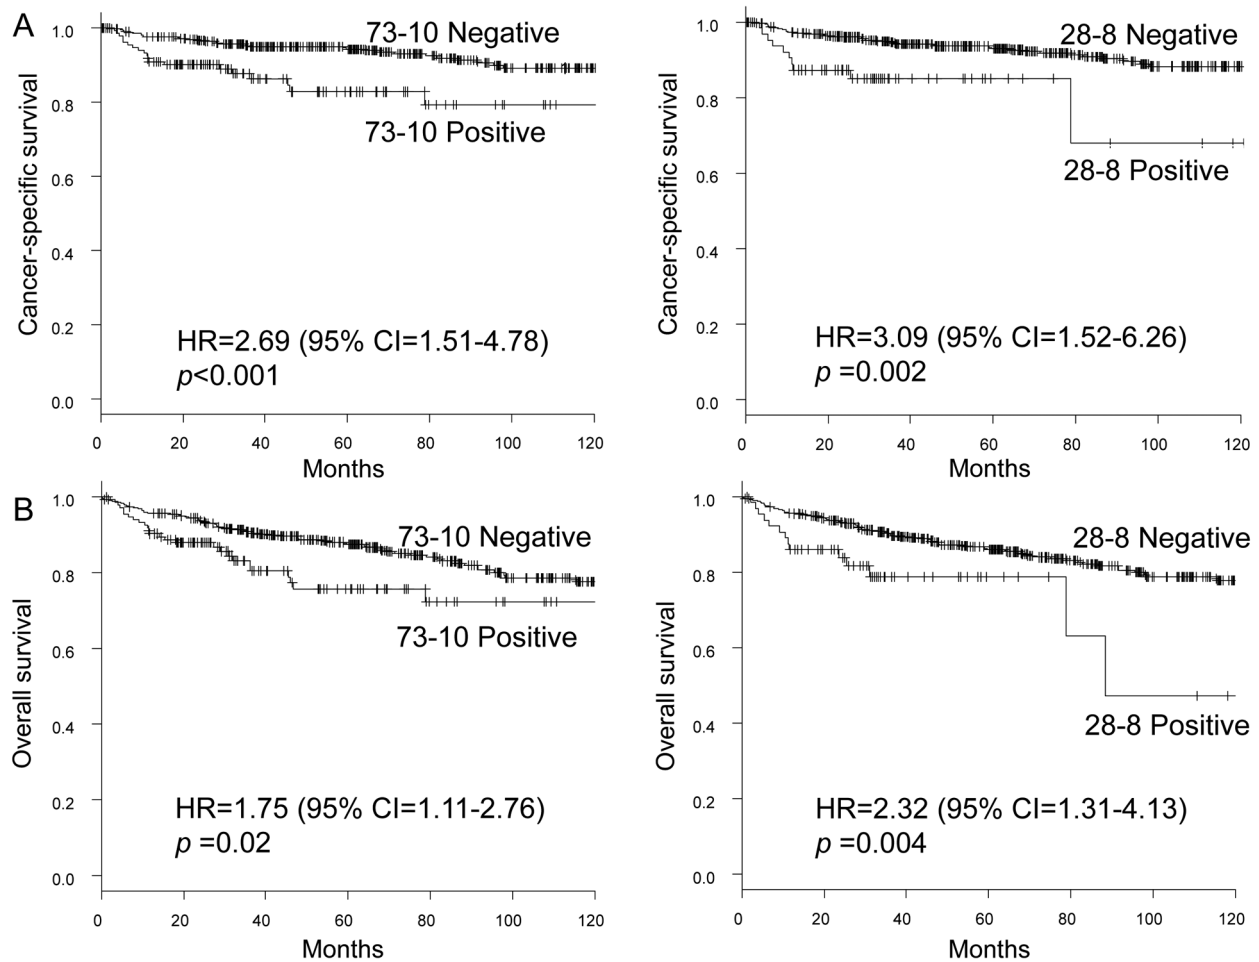 A
Cancer-specific survival
1.0
0.8
0.6
0.4
0.2
0.0
73-10 Negative
73-10 Positive
HR=2.69 (95% CI=1.51-4.78)
p<0.001
0 20 40 60 80 100 120
Months
Cancer-specific survival
1.0
0.8
0.6
0.4
0.2
0.0
28-8 Negative
28-8 Positive
HR=3.09 (95% CI=1.52-6.26)
p =0.002
0 20 40 60 80 100 120
Months
B
Overall survival
1.0
0.8
0.6
0.4
0.2
0.0
73-10 Negative
73-10 Positive
HR=1.75 (95% CI=1.11-2.76)
p =0.02
0 20 40 60 80 100 120
Months
Overall survival
1.0
0.8
0.6
0.4
0.2
0.0
28-8 Negative
28-8 Positive
HR=2.32 (95% CI=1.31-4.13)
p =0.004
0 20 40 60 80 100 120
Months